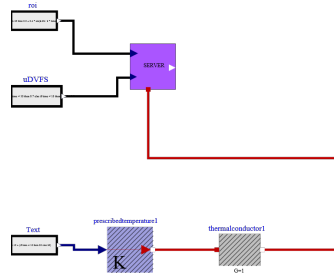 roi
uDVFS
SERVER
Text
prescribedtemperature1
K
thermalconductor1
G=1